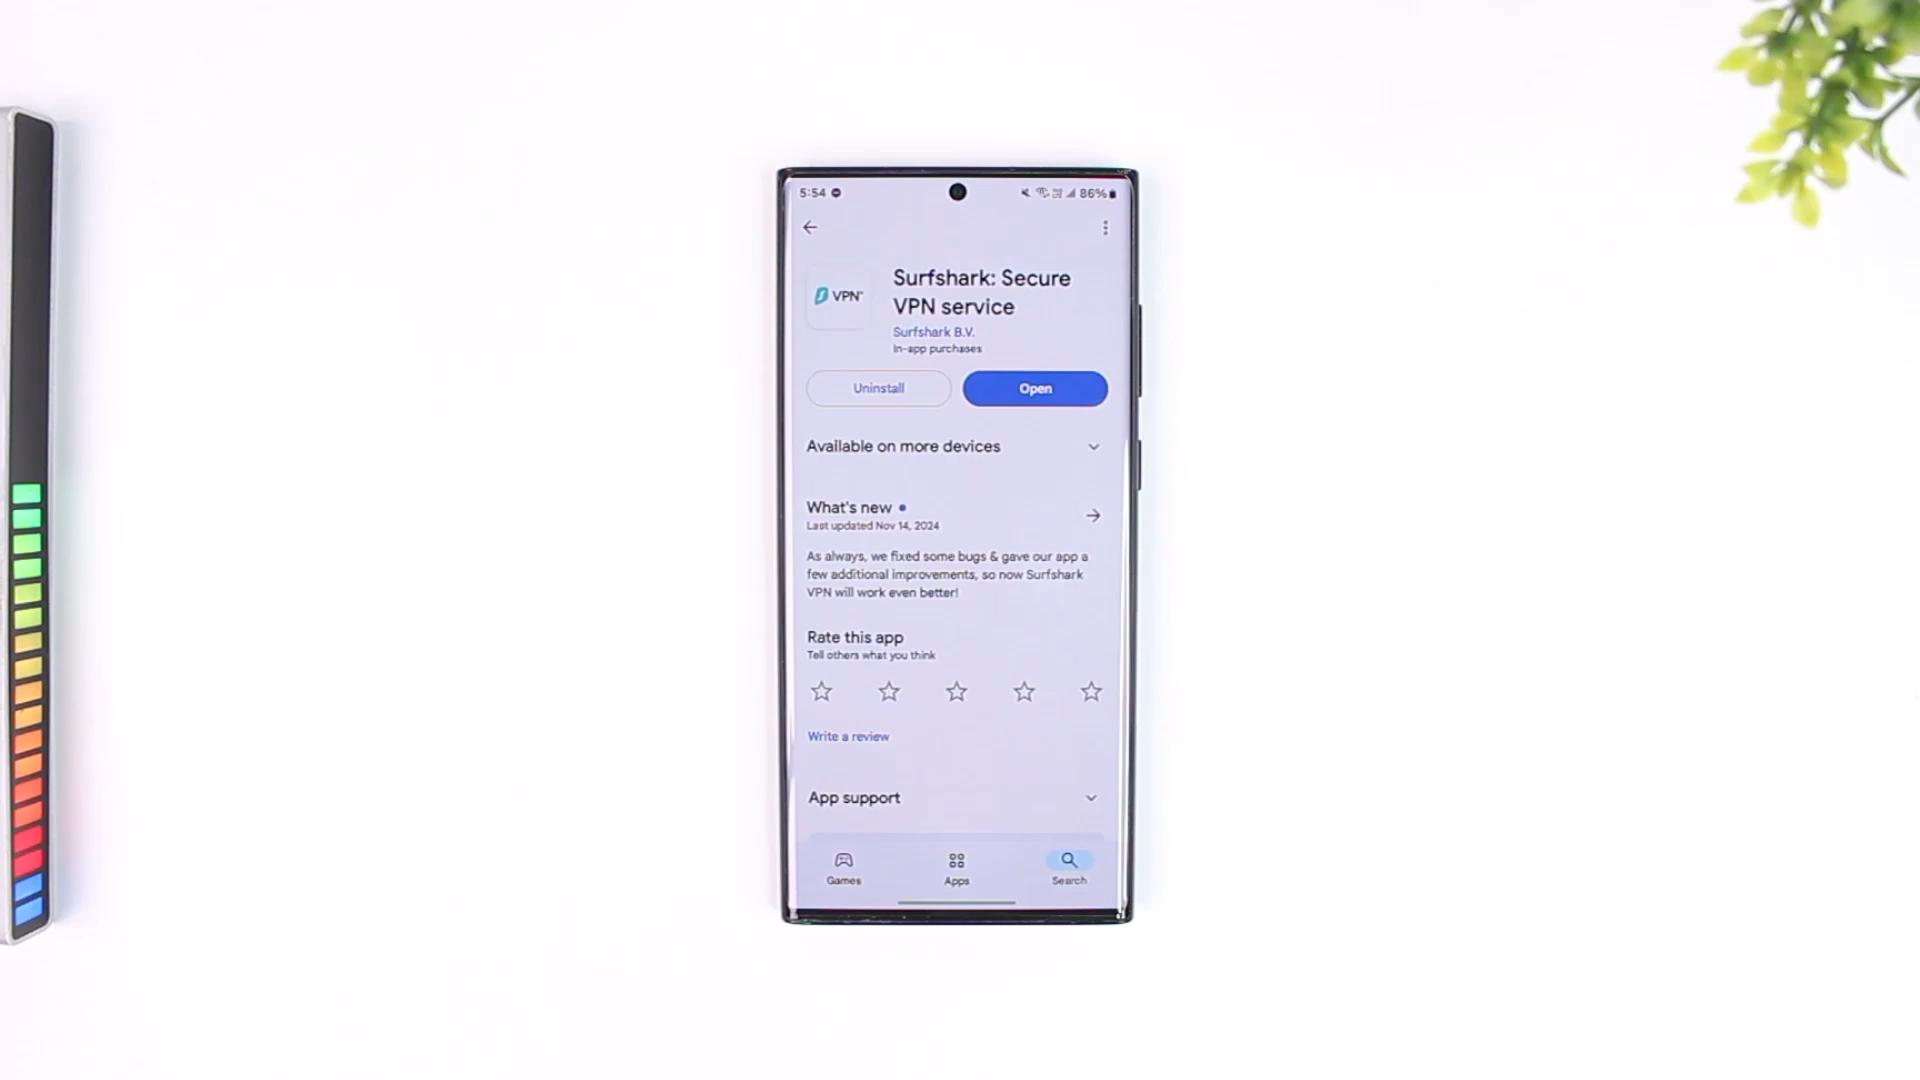 5:54
86%
VPN
Surfshark: Secure
VPN service
Surfshark B.V.
In-app purchases
Uninstall
Open
Available on more devices
What's new
Last updated Nov 14, 2024
As always, we fixed some bugs & gave our app a
few additional improvements, so now Surfshark
VPN will work even better!
Rate this app
Tell others what you think
Write a review
App support
Games
Apps
Search